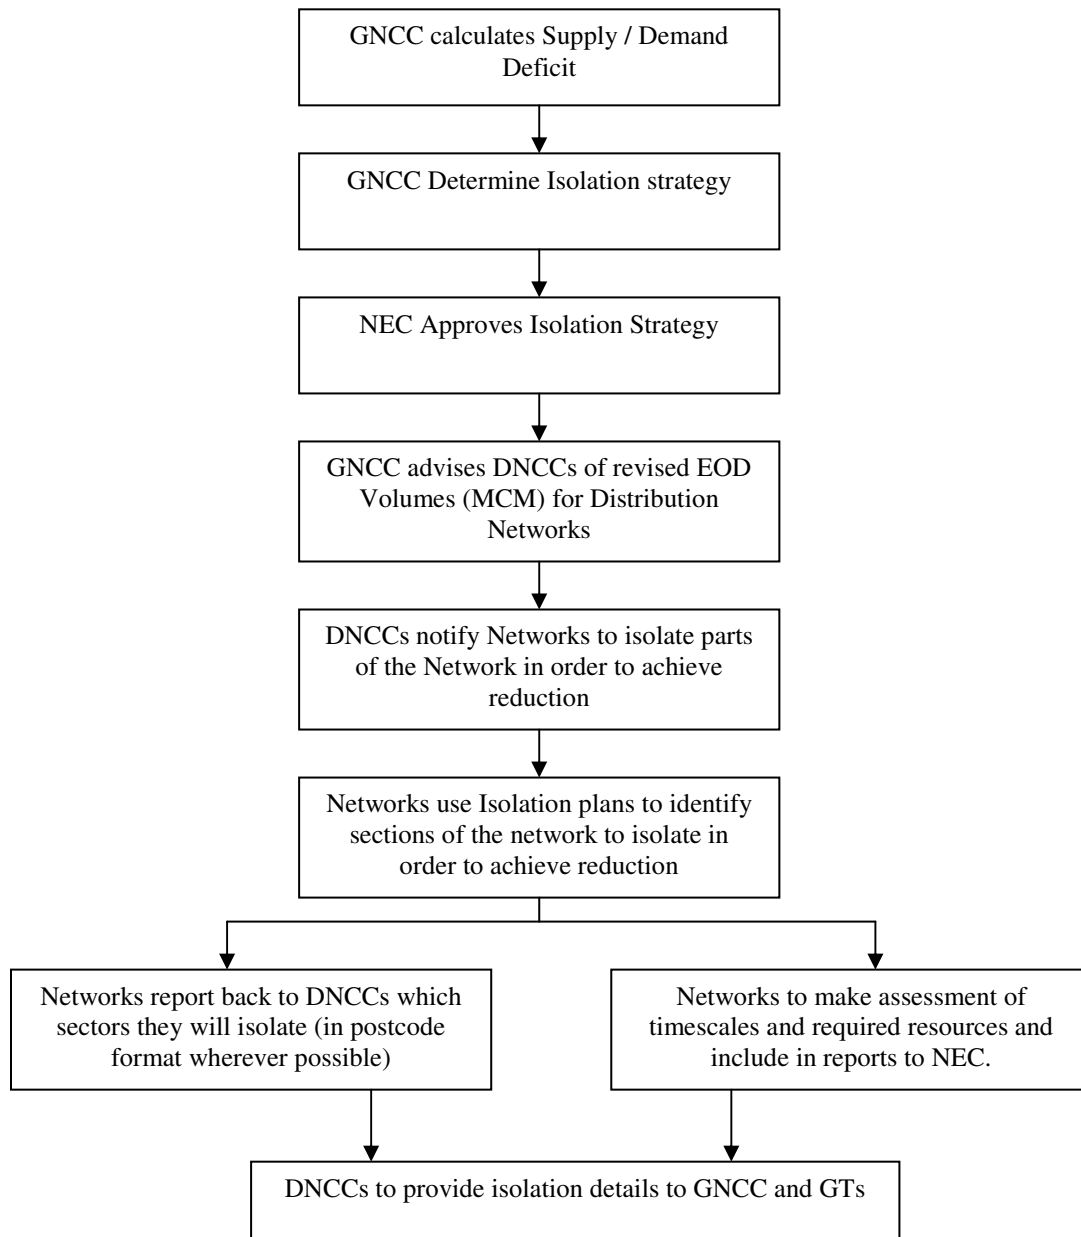 GNCC calculates Supply / Demand
Deficit
GNCC Determine Isolation strategy
NEC Approves Isolation Strategy
GNCC advises DNCCs of revised EOD
Volumes (MCM) for Distribution
Networks
DNCCs notify Networks to isolate parts
of the Network in order to achieve
reduction
Networks use Isolation plans to identify
sections of the network to isolate in
order to achieve reduction
Networks report back to DNCCs which
sectors they will isolate (in postcode
format wherever possible)
Networks to make assessment of
timescales and required resources and
include in reports to NEC.
DNCCs to provide isolation details to GNCC and GTs